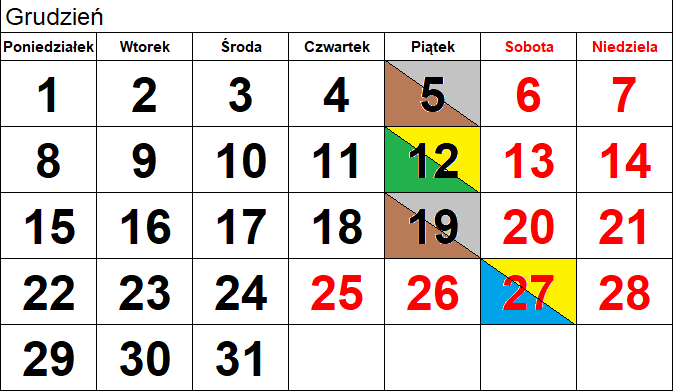 Grudzień
Poniedziałek Wtorek Środa Czwartek Piątek Sobota Niedziela
1 2 3 4 5 6 7
8 9 10 11 12 13 14
15 16 17 18 19 20 21
22 23 24 25 26 27 28
29 30 31